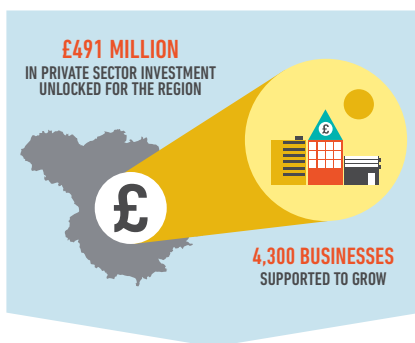 £491 MILLION
IN PRIVATE SECTOR INVESTMENT
UNLOCKED FOR THE REGION
£
£
4,300 BUSINESSES
SUPPORTED TO GROW